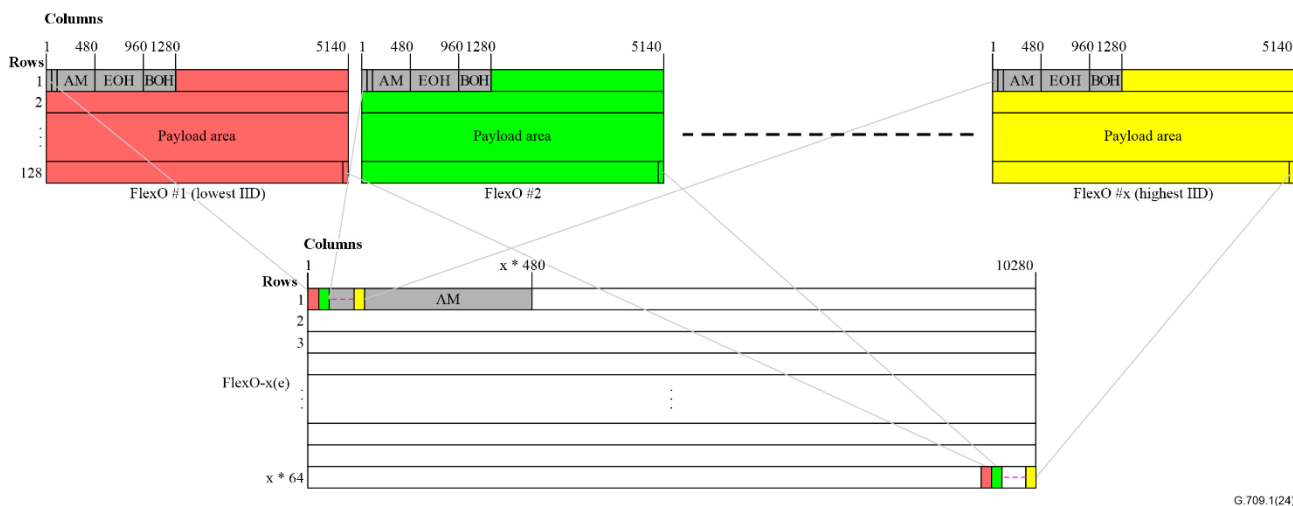 Columns
1 480 960 1280 5140 1 480 960 1280 5140 1 480 960 1280 5140
Rows
1 AM EOH BOH AM EOH BOH AM EOH BOH
2
⋮ Payload area Payload area Payload area
128
FlexO #1 (lowest IID) FlexO #2 FlexO #x (highest IID)
Columns
1 x * 480 10280
Rows
1 AM
2
3
FlexO-x(e)
⋮ ⋮
x * 64
G.709.1(24)